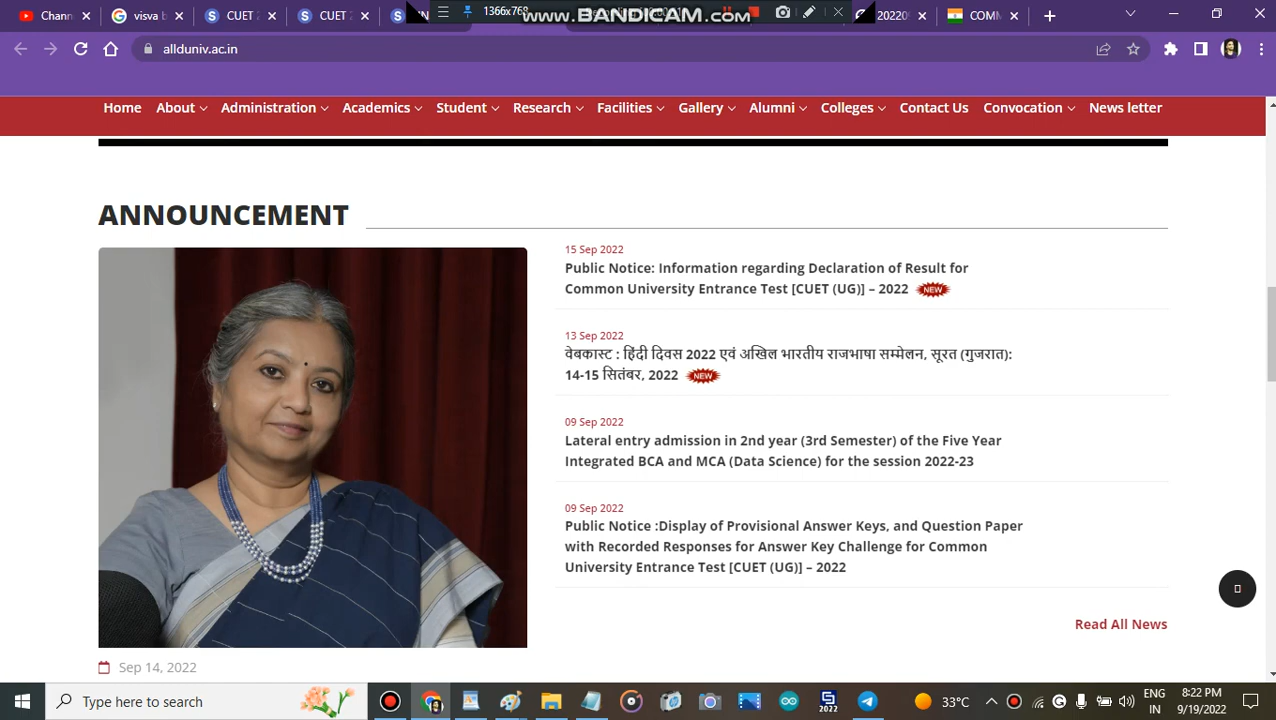 Chann
visva b
CUET
CUET
IN
1366x768
www.BANDICAM.com
20220
COMM
allduniv.ac.in
Home About Administration Academics Student Research Facilities Gallery Alumni Colleges Contact Us Convocation News letter
ANNOUNCEMENT
15 Sep 2022
Public Notice: Information regarding Declaration of Result for
Common University Entrance Test [CUET (UG)] – 2022 NEW
13 Sep 2022
वेबकास्ट : हिंदी दिवस 2022 एवं अखिल भारतीय राजभाषा सम्मेलन, सूरत (गुजरात):
14-15 सितंबर, 2022 NEW
09 Sep 2022
Lateral entry admission in 2nd year (3rd Semester) of the Five Year
Integrated BCA and MCA (Data Science) for the session 2022-23
09 Sep 2022
Public Notice :Display of Provisional Answer Keys, and Question Paper
with Recorded Responses for Answer Key Challenge for Common
University Entrance Test [CUET (UG)] – 2022
Read All News
Sep 14, 2022
Type here to search
2022
33°C
ENG
IN
8:22 PM
9/19/2022